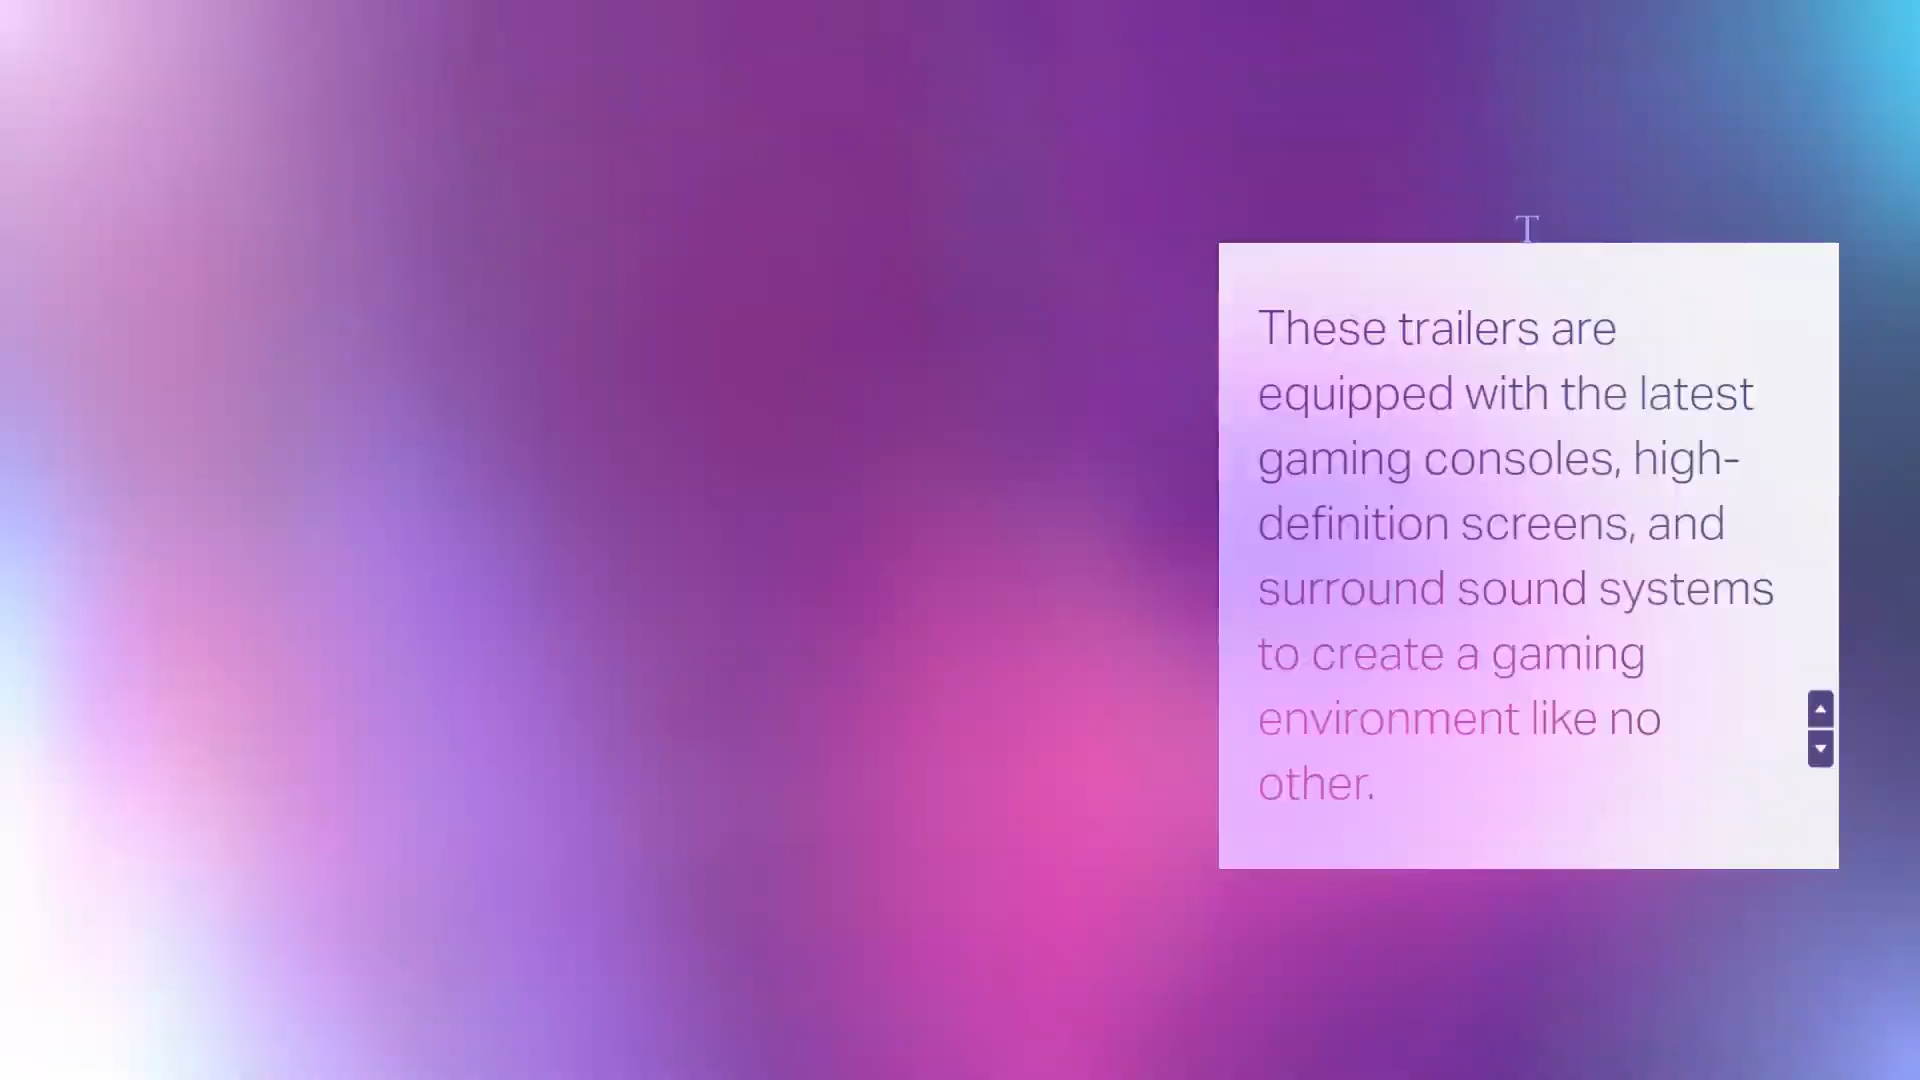 T
These trailers are
equipped with the latest
gaming consoles, high-
definition screens, and
surround sound systems
to create a gaming
environment like no
other.